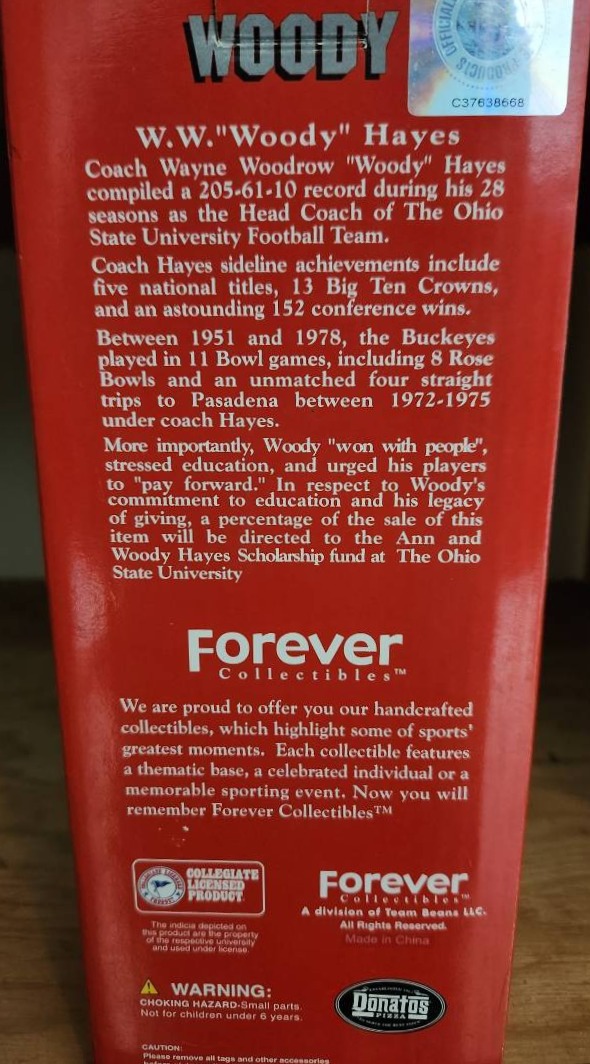 WOODY
OFFICIAL
PRODUCTS
C37638668
W.W."Woody" Hayes
Coach Wayne Woodrow "Woody" Hayes
compiled a 205-61-10 record during his 28
seasons as the Head Coach of The Ohio
State University Football Team.
Coach Hayes sideline achievements include
five national titles, 13 Big Ten Crowns,
and an astounding 152 conference wins.
Between 1951 and 1978, the Buckeyes
played in 11 Bowl games, including 8 Rose
Bowls and an unmatched four straight
trips to Pasadena between 1972-1975
under coach Hayes.
More importantly, Woody "won with people",
stressed education, and urged his players
to "pay forward." In respect to Woody's
commitment to education and his legacy
of giving, a percentage of the sale of this
item will be directed to the Ann and
Woody Hayes Scholarship fund at The Ohio
State University
Forever
Collectibles™
We are proud to offer you our handcrafted
collectibles, which highlight some of sports'
greatest moments. Each collectible features
a thematic base, a celebrated individual or a
memorable sporting event. Now you will
remember Forever Collectibles™
COLLEGIATE
LICENSED
PRODUCT
The indicia depicted on
this product are the property
of the respective university
and used under license.
Forever
Collectibles™
A division of Team Beans LLC.
All Rights Reserved.
Made in China
WARNING:
CHOKING HAZARD-Small parts.
Not for children under 6 years.
Donatos
PIZZA
CAUTION:
Please remove all tags and other accessories